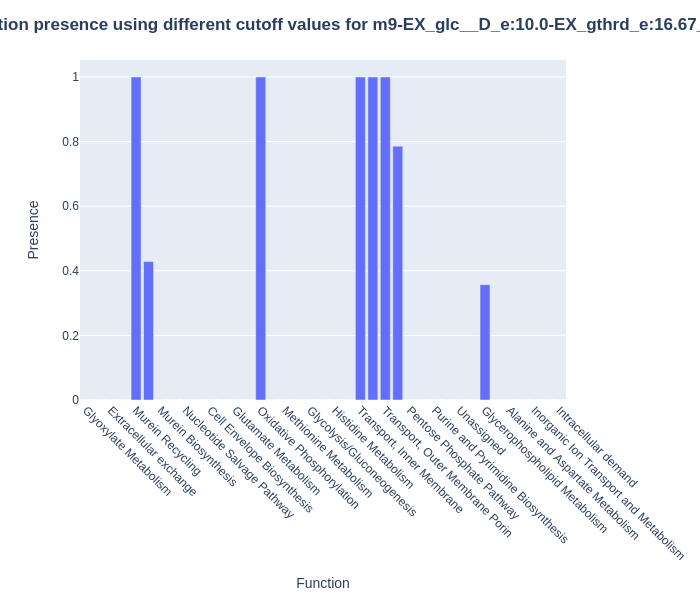 tion presence using different cutoff values for m9-EX_glc__D_e:10.0-EX_gthrd_e:16.67_
1
0.8
0.6
0.4
0.2
0
Presence
Glyoxylate Metabolism
Extracellular exchange
Murein Recycling
Murein Biosynthesis
Nucleotide Salvage Pathway
Cell Envelope Biosynthesis
Glutamate Metabolism
Oxidative Phosphorylation
Methionine Metabolism
Glycolysis/Gluconeogenesis
Histidine Metabolism
Transport, Inner Membrane
Transport, Outer Membrane Porin
Pentose Phosphate Pathway
Purine and Pyrimidine Biosynthesis
Unassigned
Glycerophospholipid Metabolism
Alanine and Aspartate Metabolism
Inorganic Ion Transport and Metabolism
Intracellular demand
Function